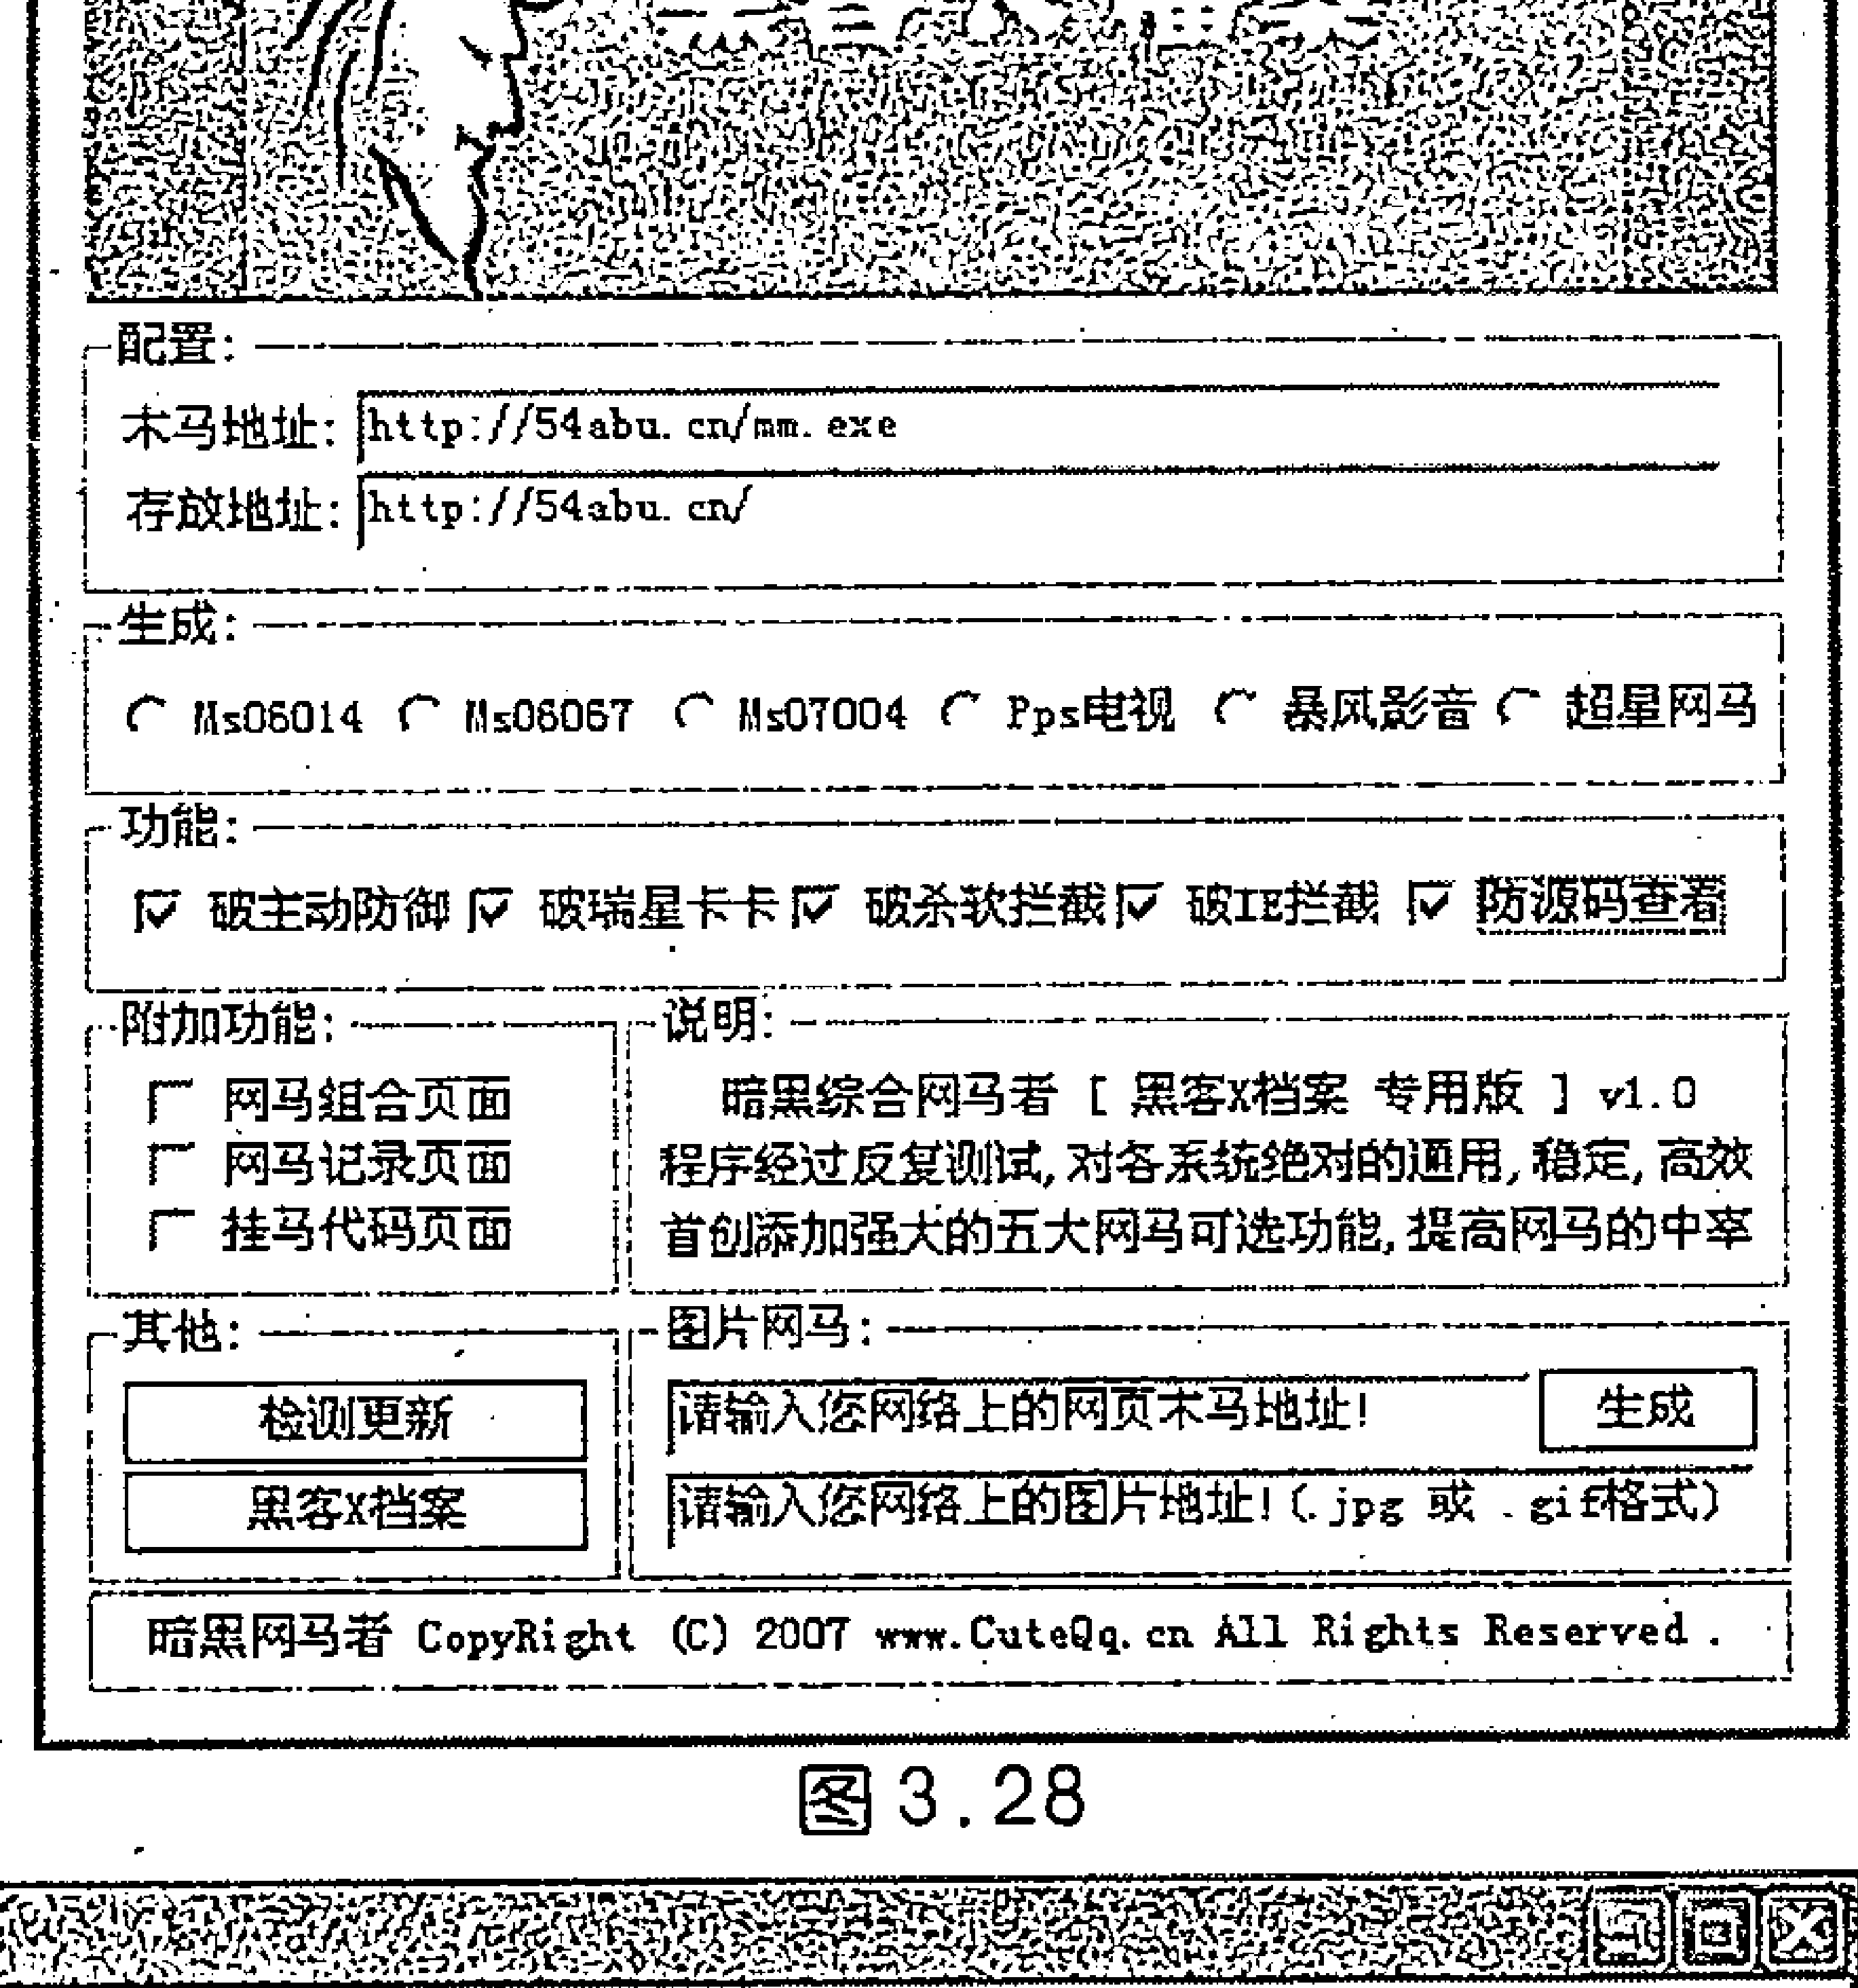 配置:
木马地址: http://54abu.cn/mm.exe
存放地址: http://54abu.cn/
生成:
Ms06014 Ms06067 Ms07004 Pps电视 暴风影音 超星网马
功能:
破主动防御 破瑞星卡卡 破杀软拦截 破IE拦截 防源码查看
附加功能:
网马组合页面
网马记录页面
挂马代码页面
说明:
暗黑综合网马者 [ 黑客X档案 专用版 ] v1.0
程序经过反复测试,对各系统绝对的通用,稳定,高效
首创添加强大的五大网马可选功能,提高网马的中率
其他:
检测更新
黑客X档案
图片网马:
请输入您网络上的网页木马地址! 生成
请输入您网络上的图片地址!(.jpg 或 .gif格式)
暗黑网马者 CopyRight (C) 2007 www.CuteQq.cn All Rights Reserved .
图 3.28